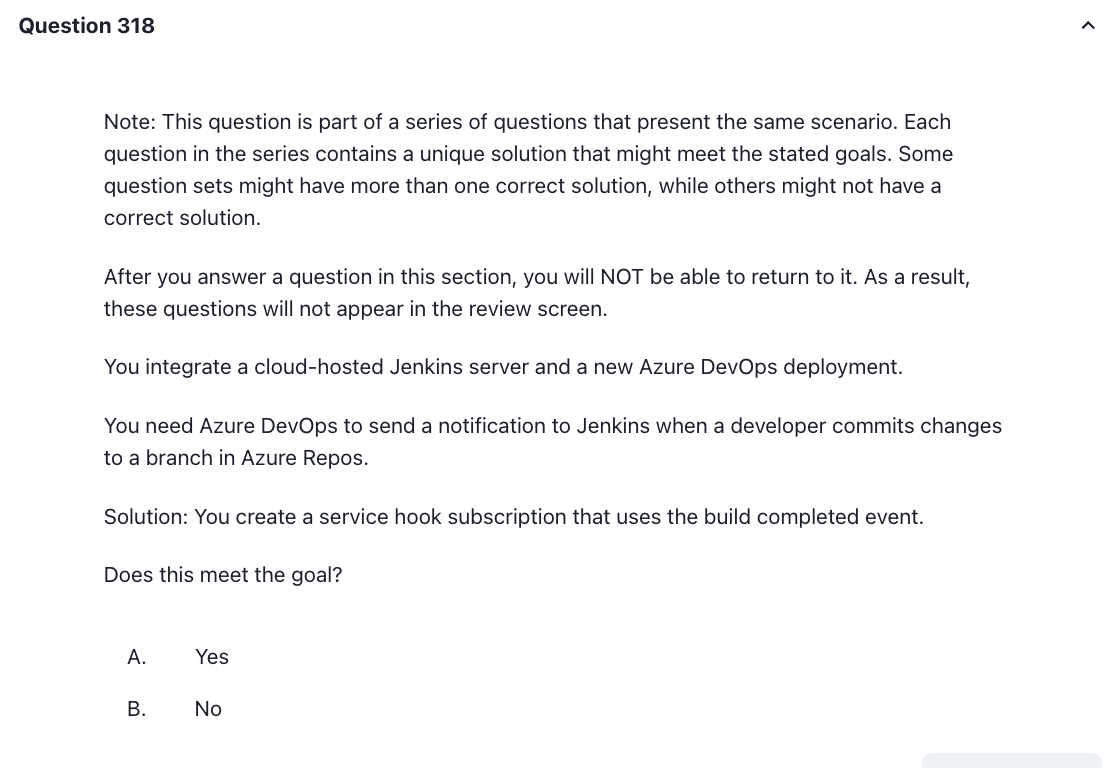 Question 318
Note: This question is part of a series of questions that present the same scenario. Each
question in the series contains a unique solution that might meet the stated goals. Some
question sets might have more than one correct solution, while others might not have a
correct solution.
After you answer a question in this section, you will NOT be able to return to it. As a result,
these questions will not appear in the review screen.
You integrate a cloud-hosted Jenkins server and a new Azure DevOps deployment.
You need Azure DevOps to send a notification to Jenkins when a developer commits changes
to a branch in Azure Repos.
Solution: You create a service hook subscription that uses the build completed event.
Does this meet the goal?
A. Yes
B. No